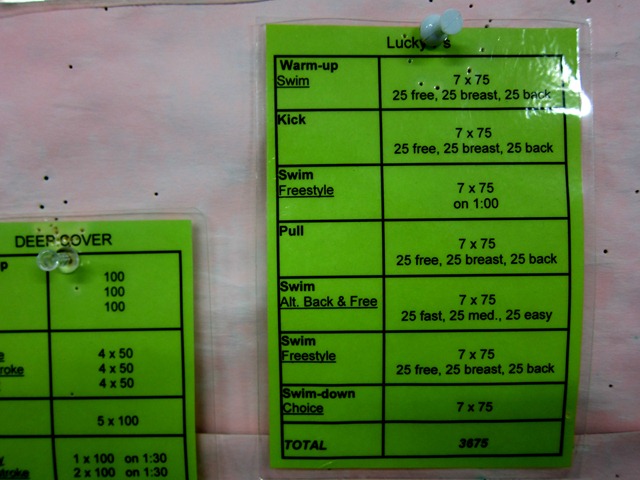 Lucky s
Warm-up
Swim
7 x 75
25 free, 25 breast, 25 back
Kick
7 x 75
25 free, 25 breast, 25 back
Swim
Freestyle
7 x 75
on 1:00
Pull
7 x 75
25 free, 25 breast, 25 back
Swim
Alt. Back & Free
7 x 75
25 fast, 25 med., 25 easy
Swim
Freestyle
7 x 75
25 free, 25 breast, 25 back
Swim-down
Choice
7 x 75
TOTAL
3675
DEEP COVER
p
100
100
100
e
4 x 50
roke
4 x 50
4 x 50
5 x 100
1 x 100 on 1:30
stroke
2 x 100 on 1:30